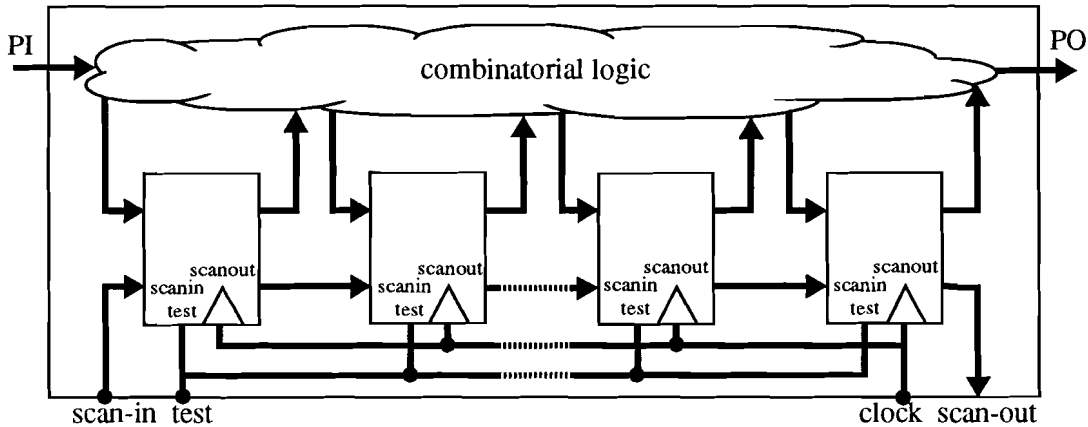 PI
PO
combinatorial logic
scanout
scanin
test
scanout
scanin
test
scanout
scanin
test
scanout
scanin
test
scan-in test
clock scan-out